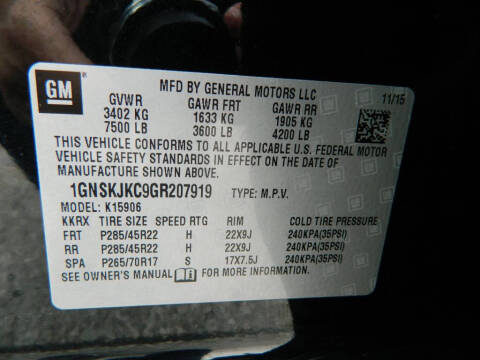 GM
MFD BY GENERAL MOTORS LLC
11/15
GVWR GAWR FRT GAWR RR
3402 KG 1633 KG 1905 KG
7500 LB 3600 LB 4200 LB
THIS VEHICLE CONFORMS TO ALL APPLICABLE U.S. FEDERAL MOTOR
VEHICLE SAFETY STANDARDS IN EFFECT ON THE DATE OF
MANUFACTURE SHOWN ABOVE.
1GNSKJKC9GR207919 TYPE: M.P.V.
MODEL: K15906
KKRX TIRE SIZE SPEED RTG RIM COLD TIRE PRESSURE
FRT P285/45R22 H 22X9J 240KPA(35PSI)
RR P285/45R22 H 22X9J 240KPA(35PSI)
SPA P265/70R17 S 17X7.5J 240KPA(35PSI)
SEE OWNER'S MANUAL FOR MORE INFORMATION.